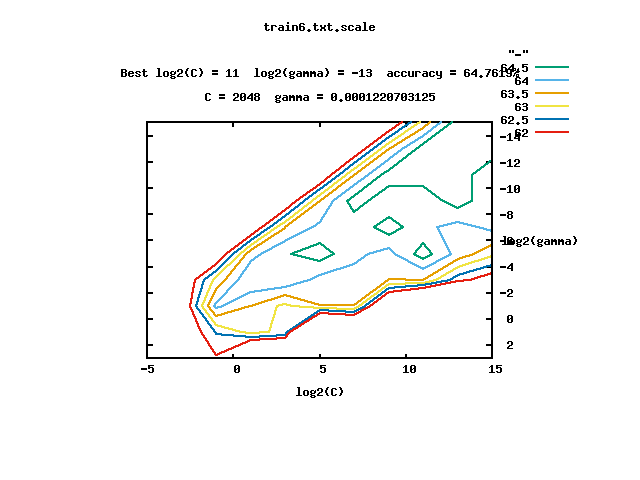 train6.txt.scale
"-"
Best log2(C) = 11  log2(gamma) = -13  accuracy = 64.7619%
64.5
64
C = 2048  gamma = 0.0001220703125
63.5
63
62.5
62
-14
-12
-10
-8
-6
log2(gamma)
-4
-2
0
2
-5 0 5 10 15
log2(C)